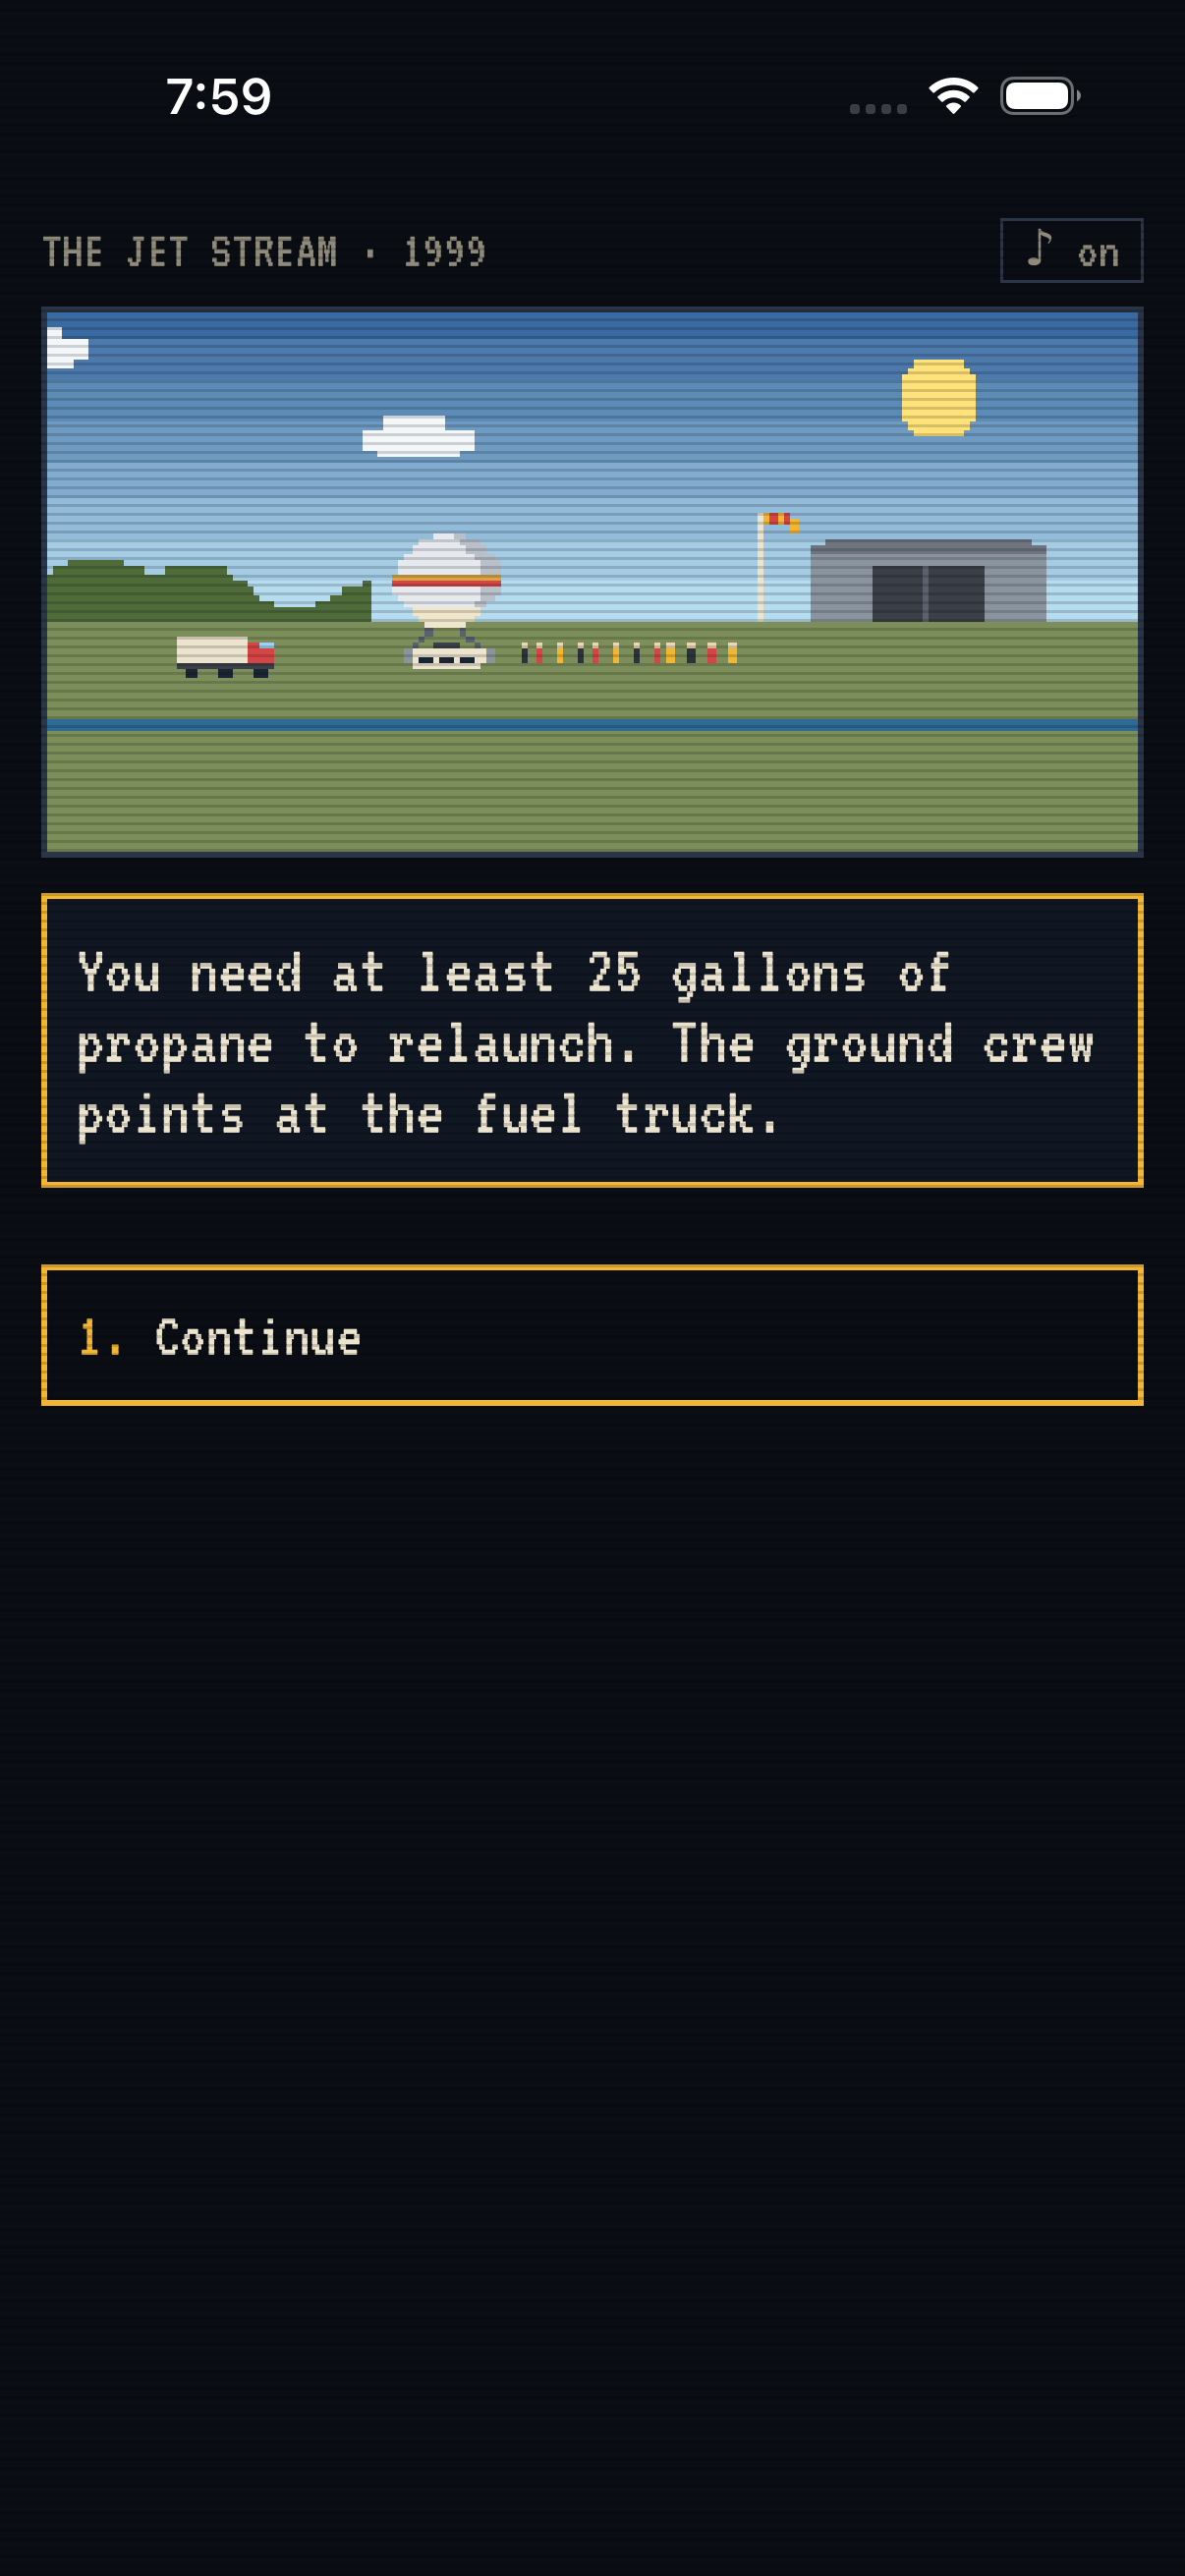 7:59
THE JET STREAM · 1999
♪ on
You need at least 25 gallons of
propane to relaunch. The ground crew
points at the fuel truck.
1. Continue